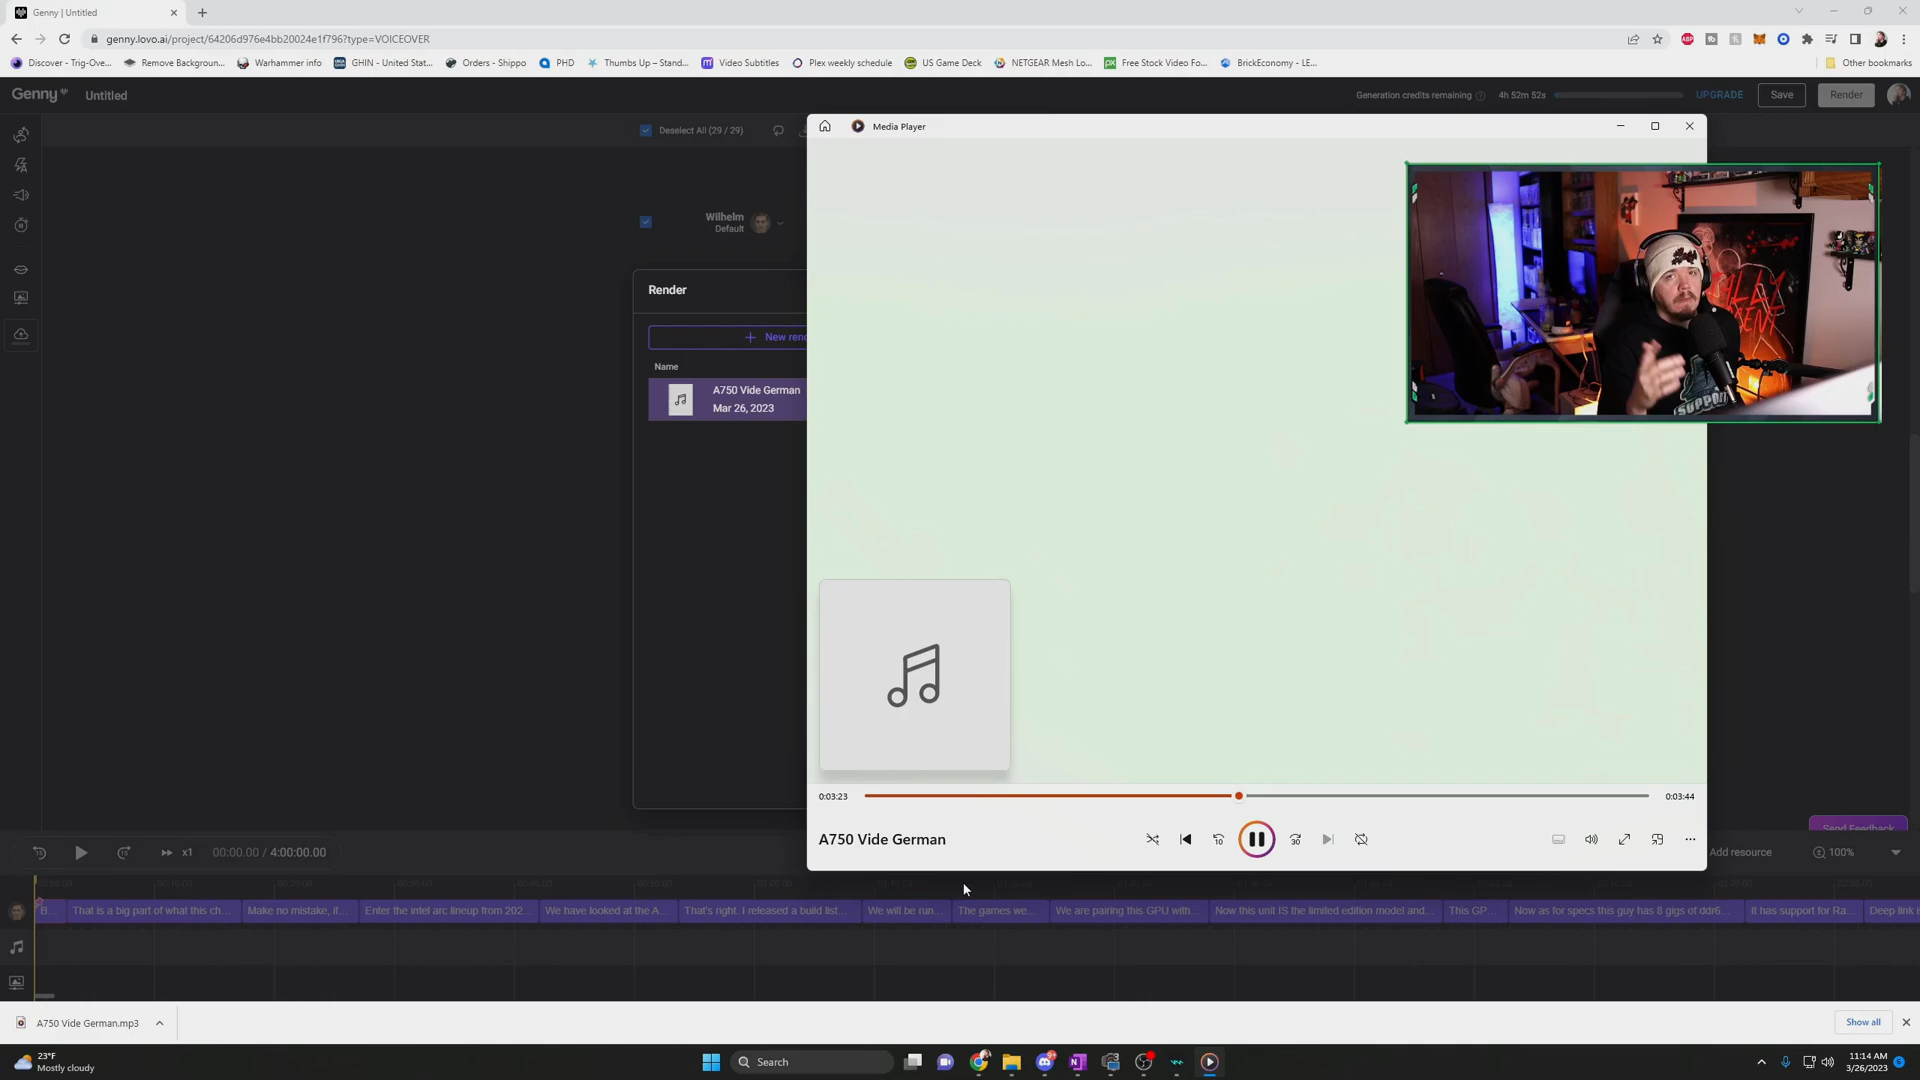 Genny | Untitled
genny.lovo.ai/project/64206d976e4bb20024e1f796?type=VOICEOVER
Discover - Trig-Ove...
Remove Backgroun...
Warhammer info
GHIN - United Stat...
Orders - Shippo
PHD
Thumbs Up – Stand...
Video Subtitles
Plex weekly schedule
US Game Deck
NETGEAR Mesh Lo...
Free Stock Video Fo...
BrickEconomy - LE...
Other bookmarks
Genny
Untitled
Generation credits remaining
4h 52m 52s
UPGRADE
Save
Render
Deselect All (29 / 29)
Media Player
Wilhelm
Default
Render
New rend
Name
A750 Vide German
Mar 26, 2023
0:03:23
0:03:44
A750 Vide German
Send Feedback
x1
00:00.00 / 4:00:00.00
Add resource
100%
B...
That is a big part of what this ch...
Make no mistake, it...
Enter the intel arc lineup from 202...
We have looked at the A...
That's right. I released a build list...
We will be run...
The games we...
We are pairing this GPU with...
Now this unit IS the limited edition model and...
This GP...
Now as for specs this guy has 8 gigs of ddr6...
It has support for Ra...
Deep link i
A750 Vide German.mp3
Show all
23°F
Mostly cloudy
Search
11:14 AM
3/26/2023